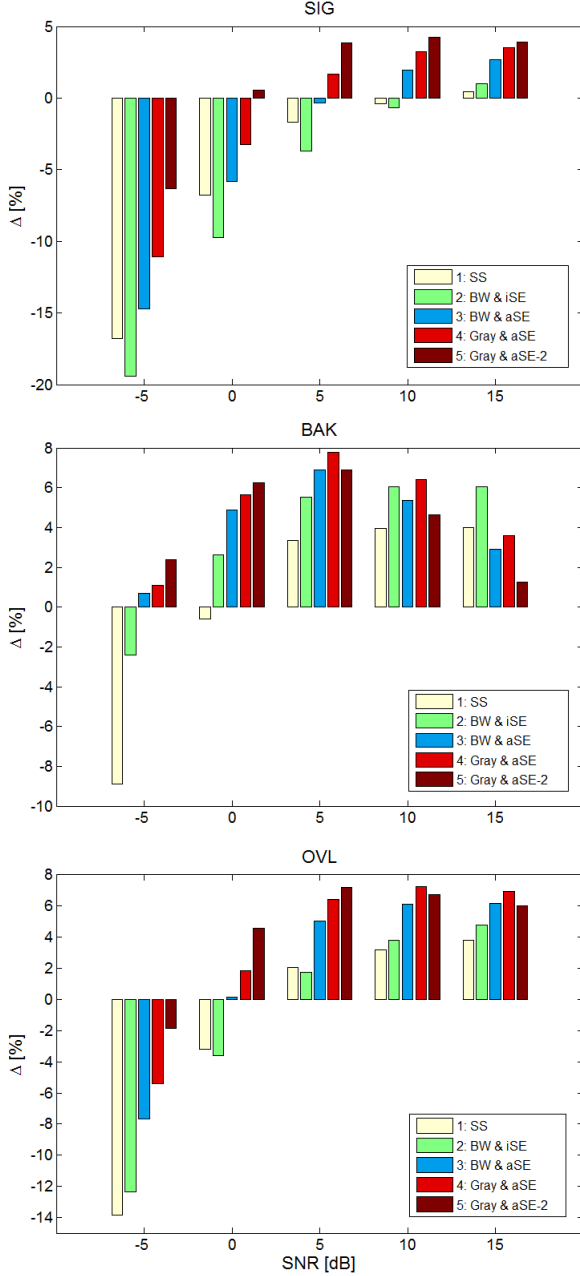 SIG
5
0
-5
-10
-15
-20
Δ [%]
1: SS
2: BW & iSE
3: BW & aSE
4: Gray & aSE
5: Gray & aSE-2
-5 0 5 10 15
BAK
8
6
4
2
0
-2
-4
-6
-8
-10
Δ [%]
1: SS
2: BW & iSE
3: BW & aSE
4: Gray & aSE
5: Gray & aSE-2
-5 0 5 10 15
OVL
8
6
4
2
0
-2
-4
-6
-8
-10
-12
-14
Δ [%]
1: SS
2: BW & iSE
3: BW & aSE
4: Gray & aSE
5: Gray & aSE-2
-5 0 5 10 15
SNR [dB]